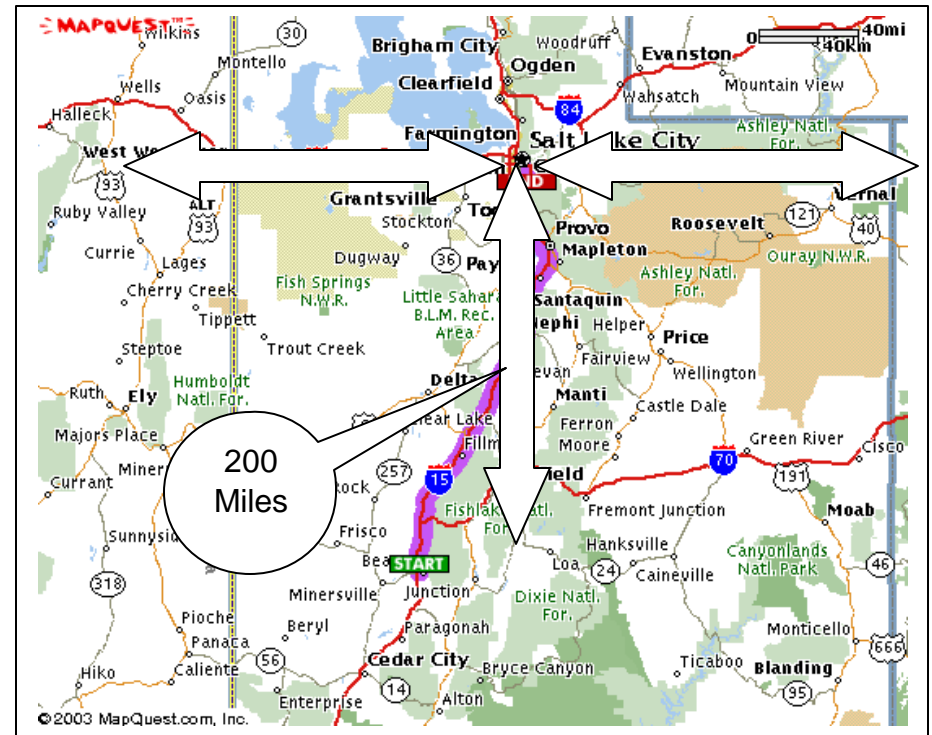 MAPQUEST
Wilkins
30
Montello
Brigham City
Woodruff
Evanston
0
40mi
40km
Ogden
Wells
Oasis
Clearfield
Wahsatch
Mountain View
Halleck
84
Farmington
Ashley Natl.
For.
West
Salt Lake City
93
Grantsville
END
ALT
93
Ruby Valley
Stockton
Provo
Roosevelt
121
40
Currie
Dugway
36
Mapleton
Ouray N.W.R.
Lages
Ashley Natl.
For.
Cherry Creek
Fish Springs
N.W.R.
Little Sahara
B.L.M. Rec.
Area
Santaquin
Tippett
Nephi
Helper
Price
Steptoe
Trout Creek
Fairview
Wellington
Ruth
Ely
Humboldt
Natl. For.
Delta
Manti
Castle Dale
Majors Place
Clear Lake
Ferron
Moore
Green River
Cisco
200
Miles
257
15
70
191
Currant
Fremont Junction
Moab
Frisco
Fishlake Natl.
For.
Hanksville
START
Loa
24
Caineville
Canyonlands
Natl. Park
46
318
Minersville
Junction
Dixie Natl.
For.
Pioche
Beryl
Paragonah
Monticello
Panaca
666
56
Cedar City
Bryce Canyon
Ticaboo
Blanding
Hiko
Caliente
Enterprise
14
Alton
95
©2003 MapQuest.com, Inc.